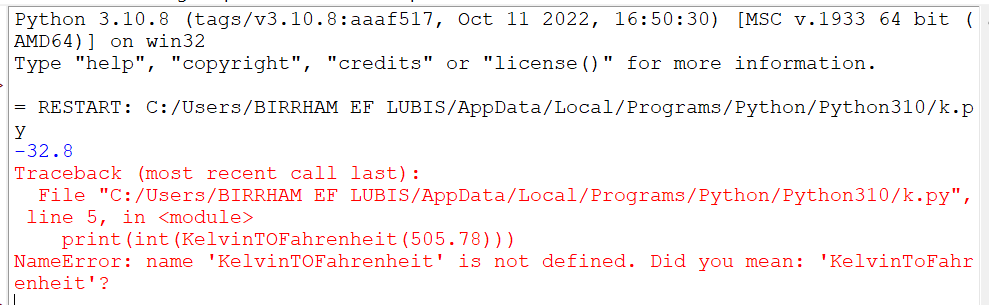 Python 3.10.8 (tags/v3.10.8:aaaf517, Oct 11 2022, 16:50:30) [MSC v.1933 64 bit (
AMD64)] on win32
Type "help", "copyright", "credits" or "license()" for more information.

= RESTART: C:/Users/BIRRHAM EF LUBIS/AppData/Local/Programs/Python/Python310/k.p
y
-32.8
Traceback (most recent call last):
  File "C:/Users/BIRRHAM EF LUBIS/AppData/Local/Programs/Python/Python310/k.py",
 line 5, in <module>
    print(int(KelvinTOFahrenheit(505.78)))
NameError: name 'KelvinTOFahrenheit' is not defined. Did you mean: 'KelvinToFahr
enheit'?